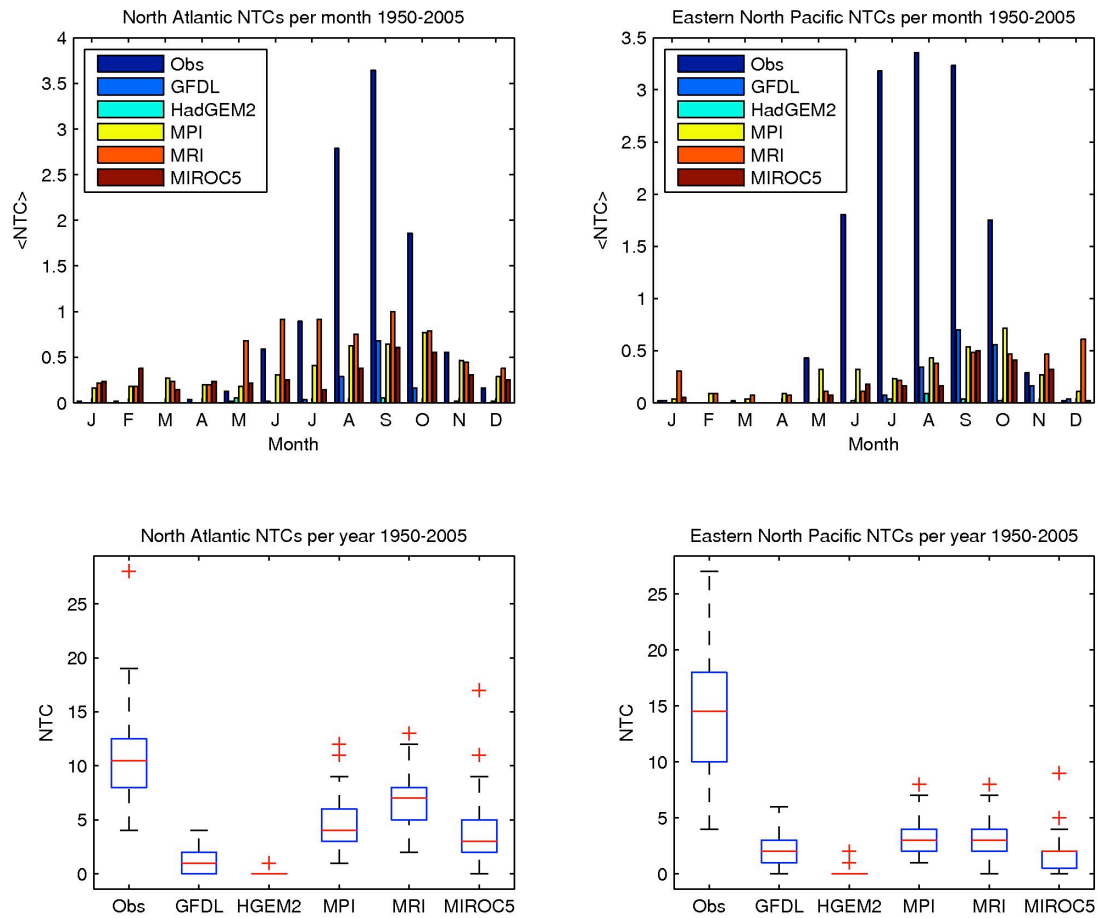 North Atlantic NTCs per month 1950-2005
4
3.5
3
2.5
2
1.5
1
0.5
0
<NTC>
Obs
GFDL
HadGEM2
MPI
MRI
MIROC5
J F M A M J J A S O N D
Month
Eastern North Pacific NTCs per month 1950-2005
3.5
3
2.5
2
1.5
1
0.5
0
<NTC>
Obs
GFDL
HadGEM2
MPI
MRI
MIROC5
J F M A M J J A S O N D
Month
North Atlantic NTCs per year 1950-2005
25
20
15
10
5
0
NTC
Obs GFDL HGEM2 MPI MRI MIROC5
Eastern North Pacific NTCs per year 1950-2005
25
20
15
10
5
0
NTC
Obs GFDL HGEM2 MPI MRI MIROC5